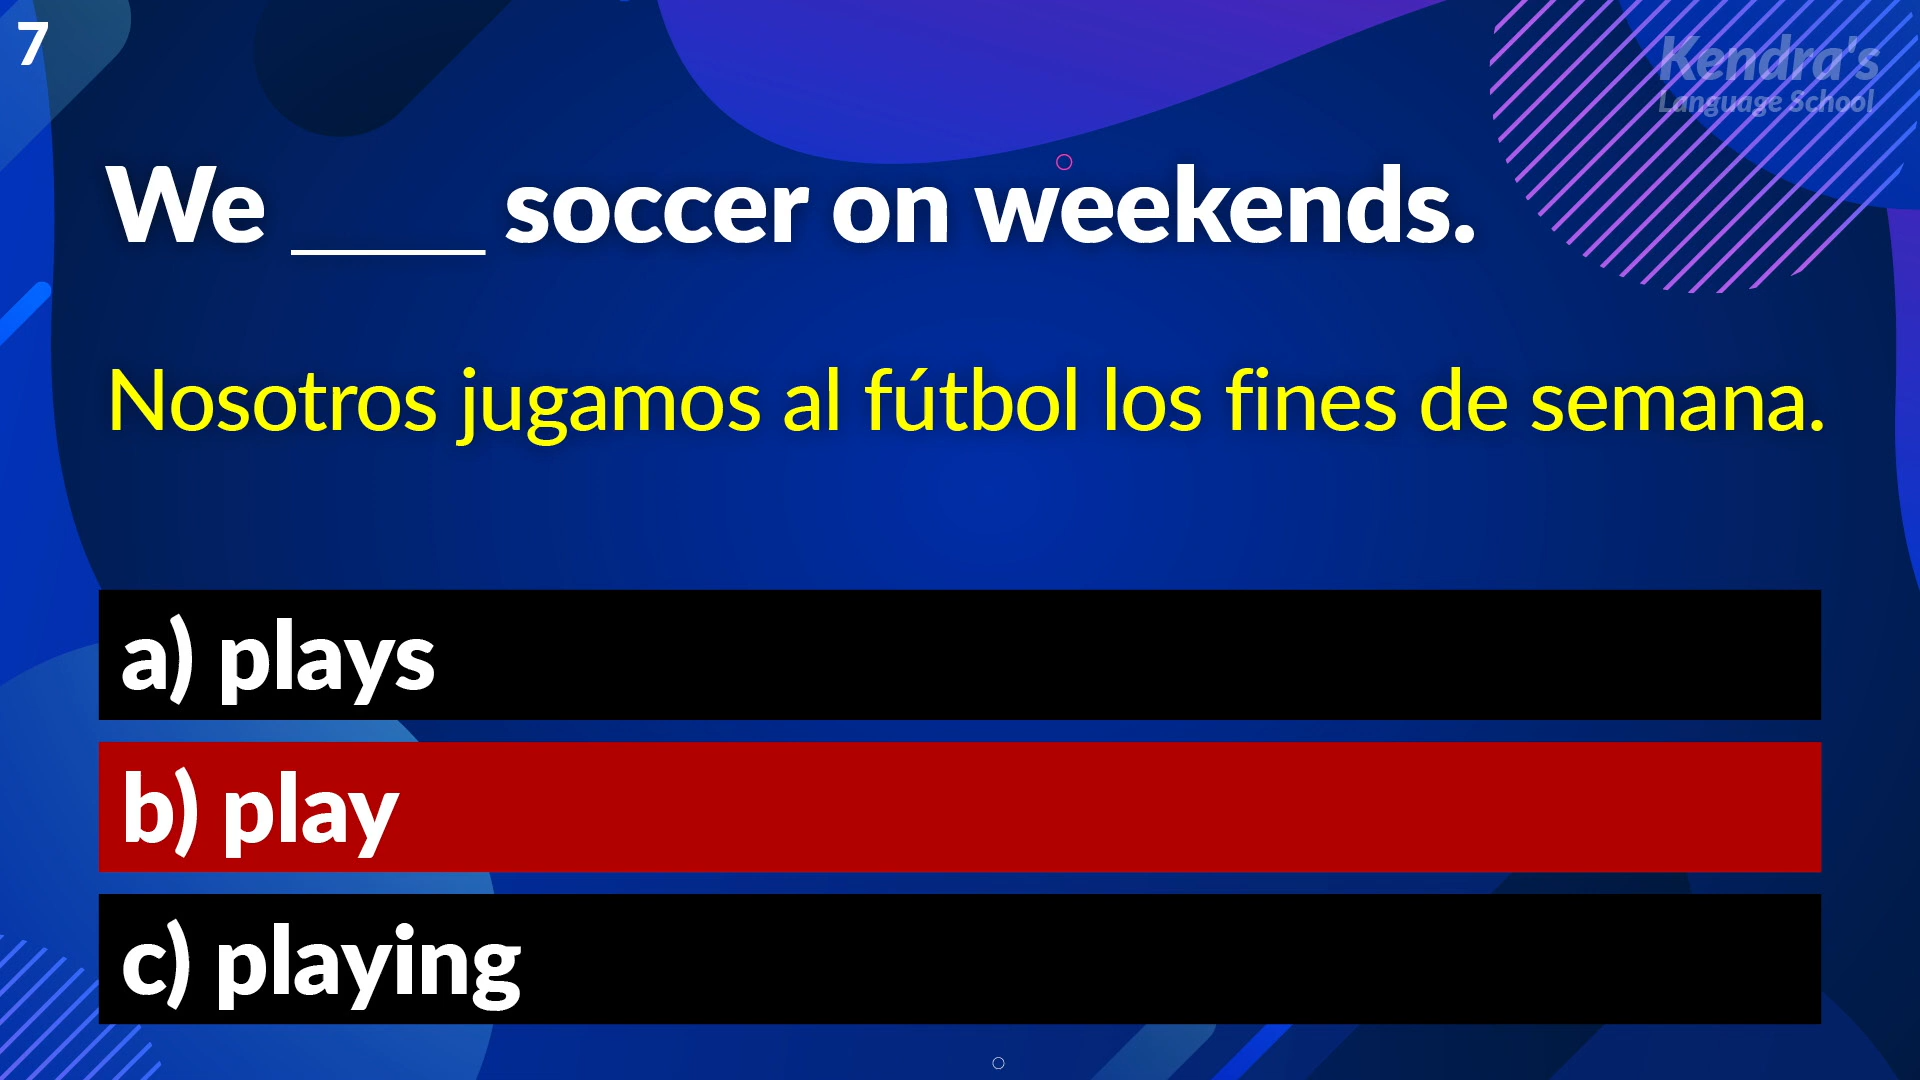 7
Kendra's
Language School
We ____ soccer on weekends.
Nosotros jugamos al fútbol los fines de semana.
a) plays
b) play
c) playing